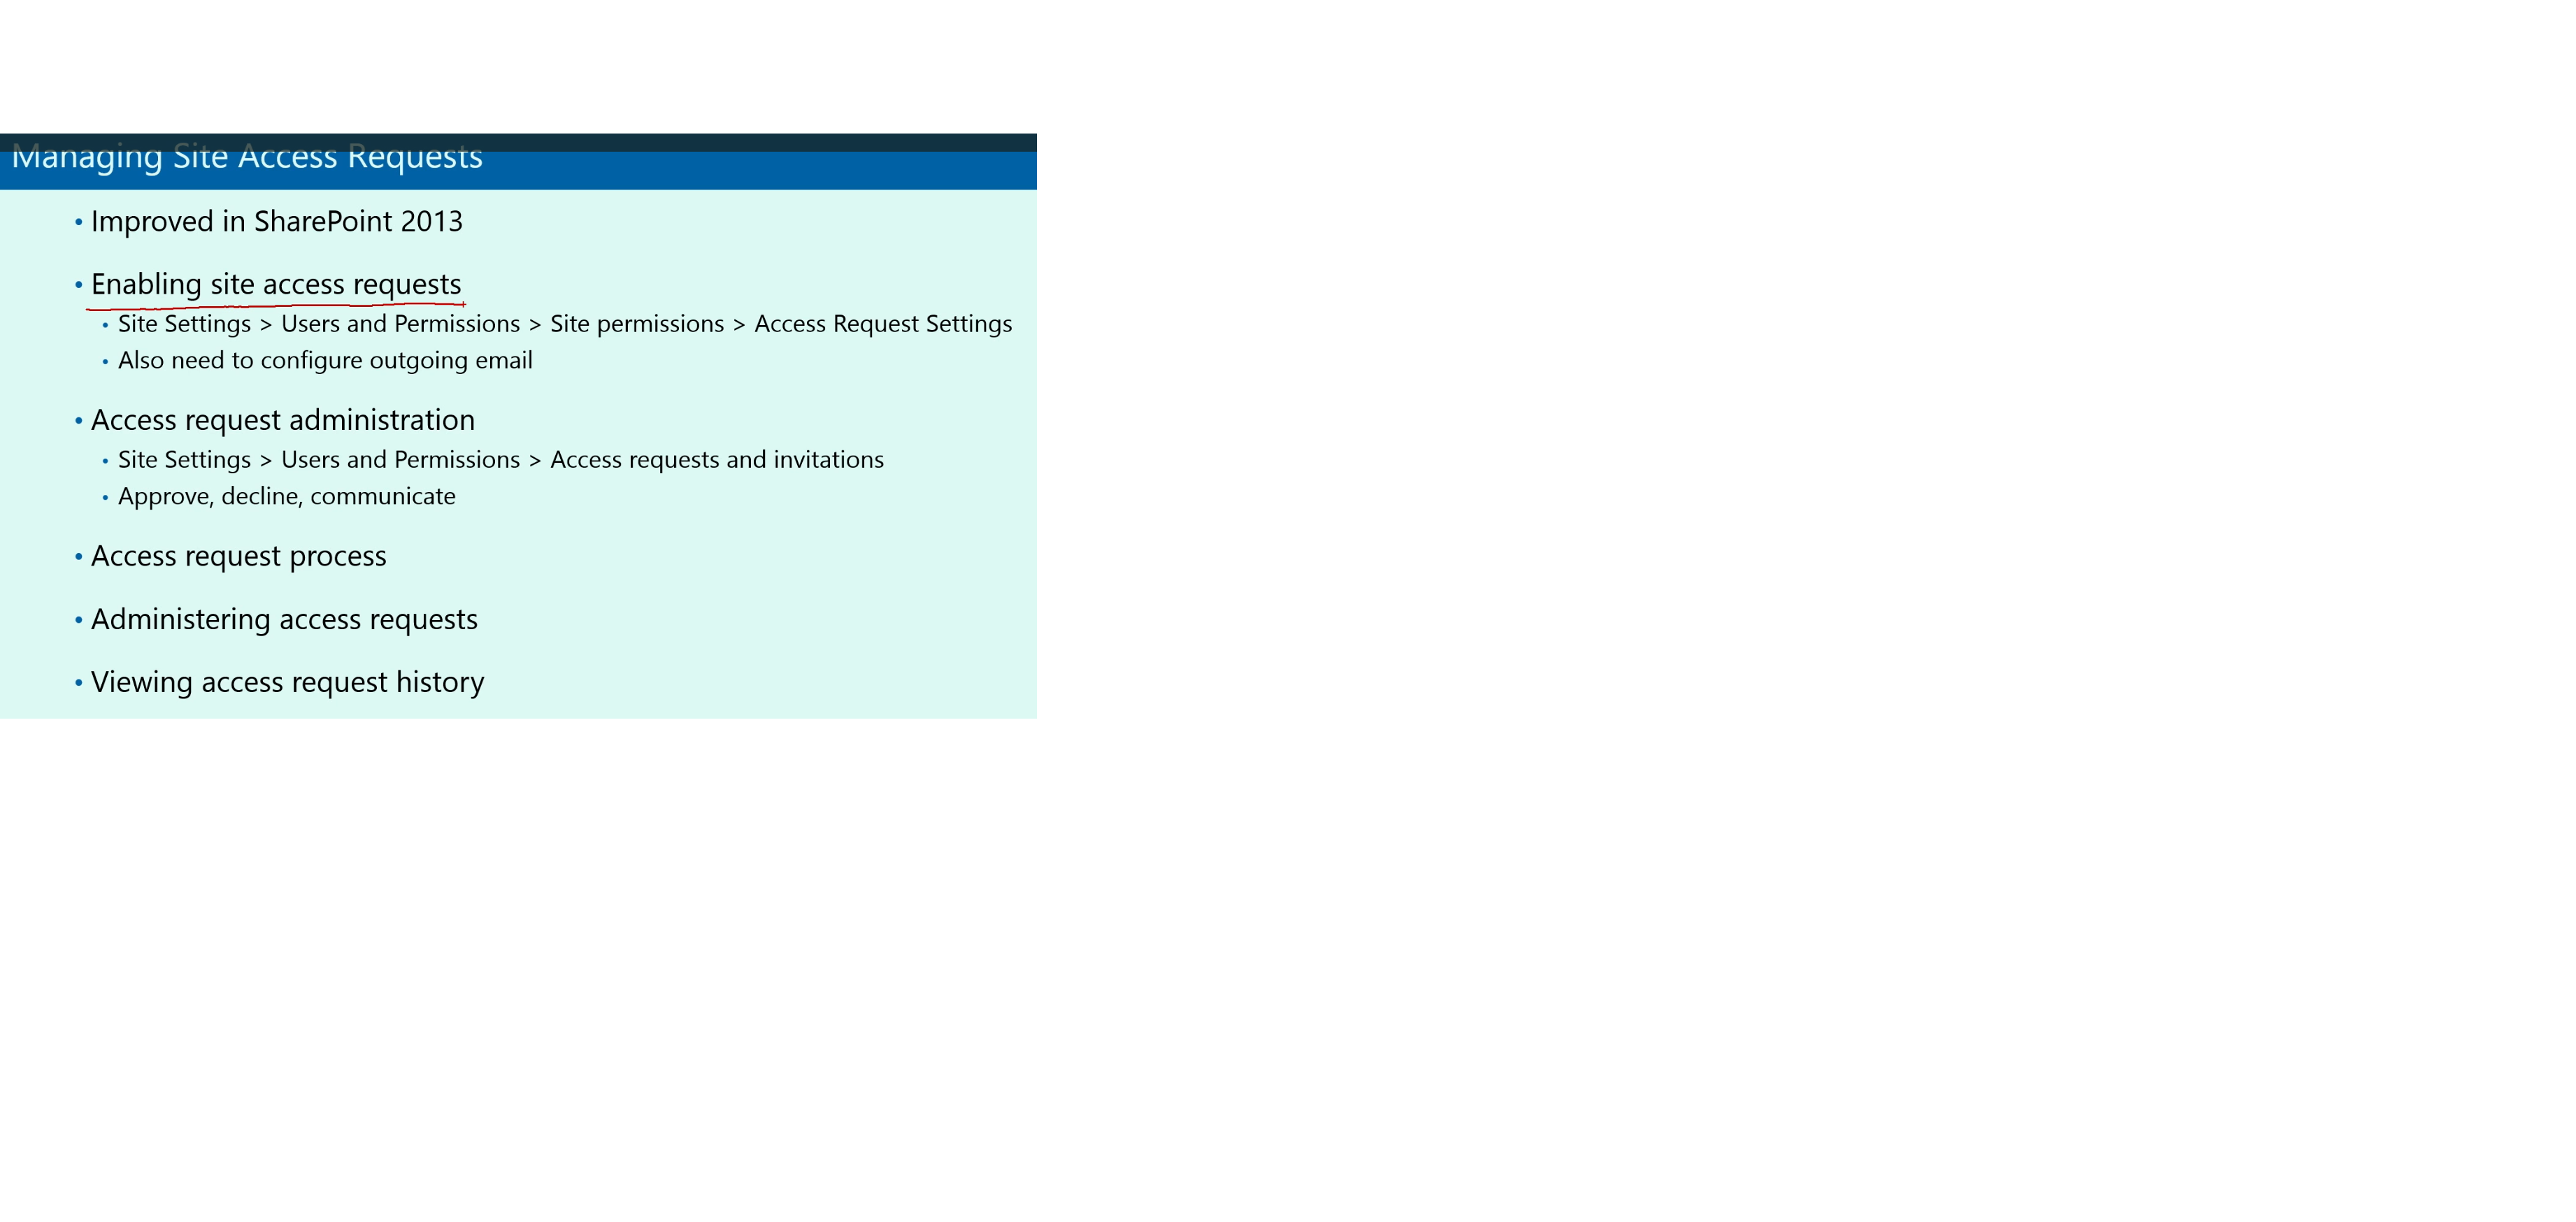 Managing Site Access Requests
• Improved in SharePoint 2013
• Enabling site access requests
• Site Settings > Users and Permissions > Site permissions > Access Request Settings
• Also need to configure outgoing email
• Access request administration
• Site Settings > Users and Permissions > Access requests and invitations
• Approve, decline, communicate
• Access request process
• Administering access requests
• Viewing access request history